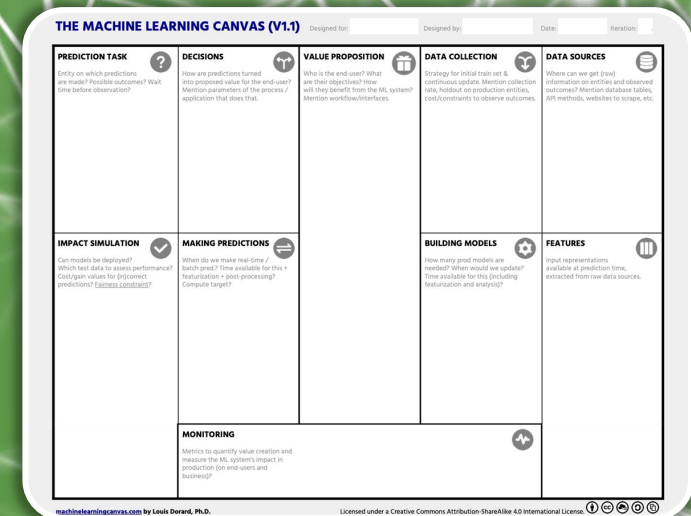 THE MACHINE LEARNING CANVAS (V1.1)
Designed for:
Designed by:
Date:
Iteration: .
PREDICTION TASK
Entity on which predictions
are made? Possible outcomes? Wait
time before observation?
DECISIONS
How are predictions turned
into proposed value for the end-user?
Mention parameters of the process /
application that does that.
VALUE PROPOSITION
Who is the end-user? What
are their objectives? How
will they benefit from the ML system?
Mention workflow/interfaces.
DATA COLLECTION
Strategy for initial train set &
continuous update. Mention collection
rate, holdout on production entities,
cost/constraints to observe outcomes.
DATA SOURCES
Where can we get (raw)
information on entities and observed
outcomes? Mention database tables,
API methods, websites to scrape, etc.
IMPACT SIMULATION
Can models be deployed?
Which test data to assess performance?
Cost/gain values for (in)correct
predictions? Fairness constraint?
MAKING PREDICTIONS
When do we make real-time /
batch pred.? Time available for this +
featurization + post-processing?
Compute target?
BUILDING MODELS
How many prod models are
needed? When would we update?
Time available for this (including
featurization and analysis)?
FEATURES
Input representations
available at prediction time,
extracted from raw data sources.
MONITORING
Metrics to quantify value creation and
measure the ML system's impact in
production (on end-users and
business)?
machinelearningcanvas.com by Louis Dorard, Ph.D.
Licensed under a Creative Commons Attribution-ShareAlike 4.0 International License.